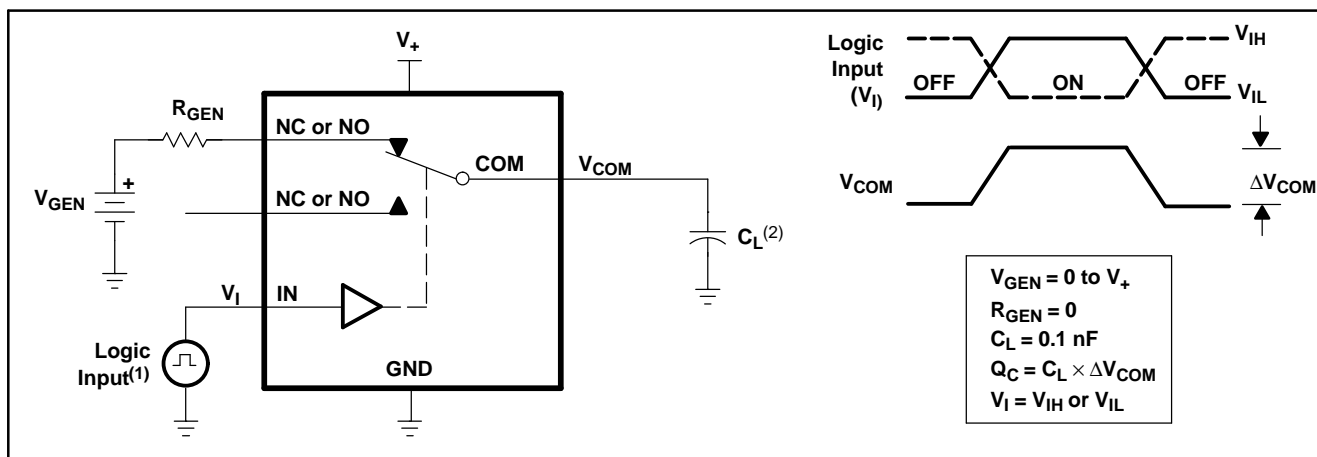 V+
RGEN
NC or NO
COM
VCOM
VGEN
+
NC or NO
CL(2)
VI
IN
Logic
Input(1)
GND
Logic
Input
(VI)
VIH
OFF
ON
OFF
VIL
VCOM
ΔVCOM
VGEN = 0 to V+
RGEN = 0
CL = 0.1 nF
QC = CL × ΔVCOM
VI = VIH or VIL